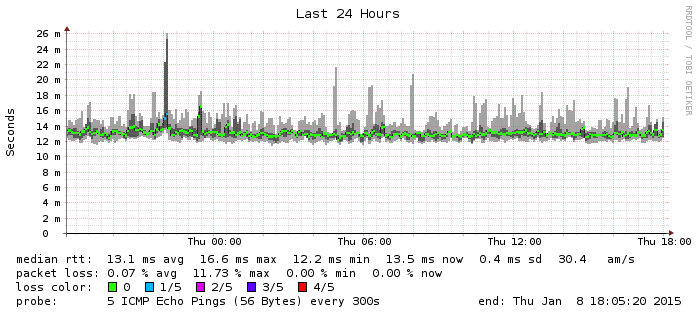 Last 24 Hours
RRDTOOL / TOBI OETIKER
Seconds
26 m
24 m
22 m
20 m
18 m
16 m
14 m
12 m
10 m
8 m
6 m
4 m
2 m
0
Thu 00:00 Thu 06:00 Thu 12:00 Thu 18:00
median rtt: 13.1 ms avg 16.6 ms max 12.2 ms min 13.5 ms now 0.4 ms sd 30.4 am/s
packet loss: 0.07 % avg 11.73 % max 0.00 % min 0.00 % now
loss color: 0 1/5 2/5 3/5 4/5
probe: 5 ICMP Echo Pings (56 Bytes) every 300s end: Thu Jan 8 18:05:20 2015